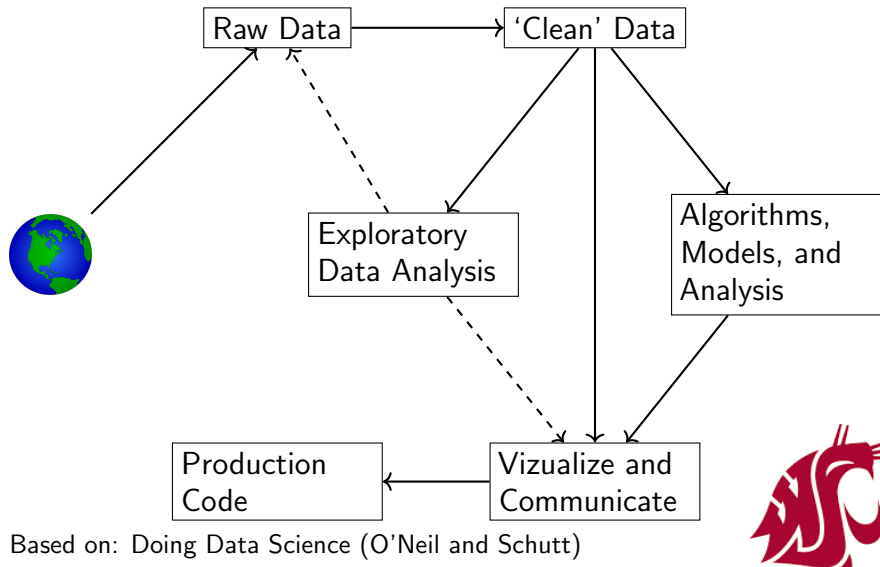 Raw Data
‘Clean’ Data
Exploratory
Data Analysis
Algorithms,
Models, and
Analysis
Production
Code
Vizualize and
Communicate
Based on: Doing Data Science (O'Neil and Schutt)